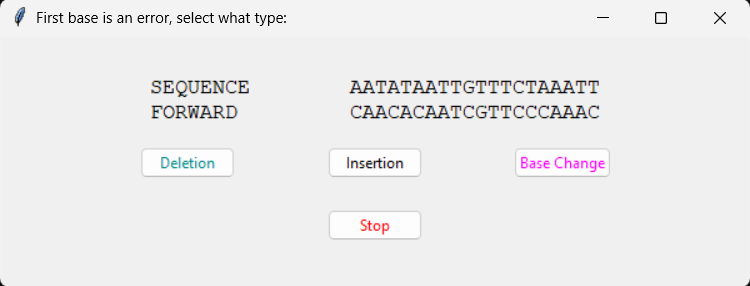 First base is an error, select what type:
SEQUENCE AATATAATTGTTTCTAAATT
FORWARD CAACACAATCGTTCCCAAAC
Deletion Insertion Base Change
Stop